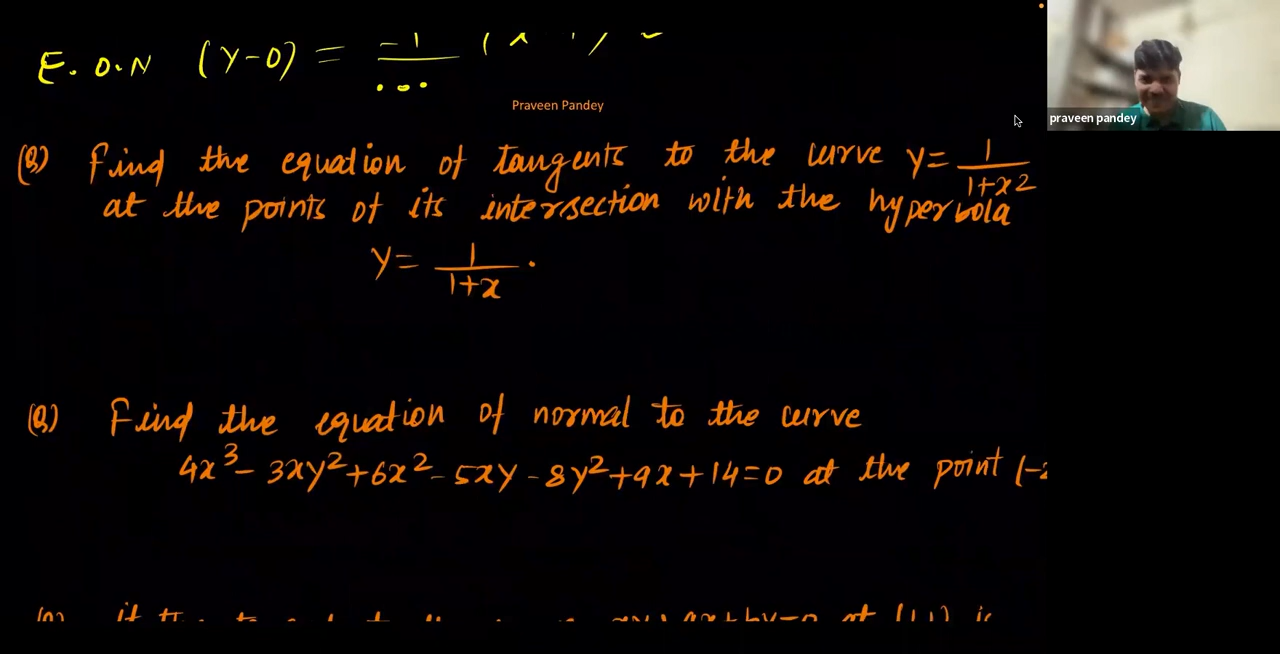 E. O. N (Y-0) = -1
Praveen Pandey
praveen pandey
(Q) Find the equation of tangents to the curve y = 1/(1+x²)
at the points of its intersection with the hyperbola
y = 1/(1+x) .
(Q) Find the equation of normal to the curve
4x³ - 3xy² + 6x² - 5xy - 8y² + 9x + 14 = 0 at the point (-2